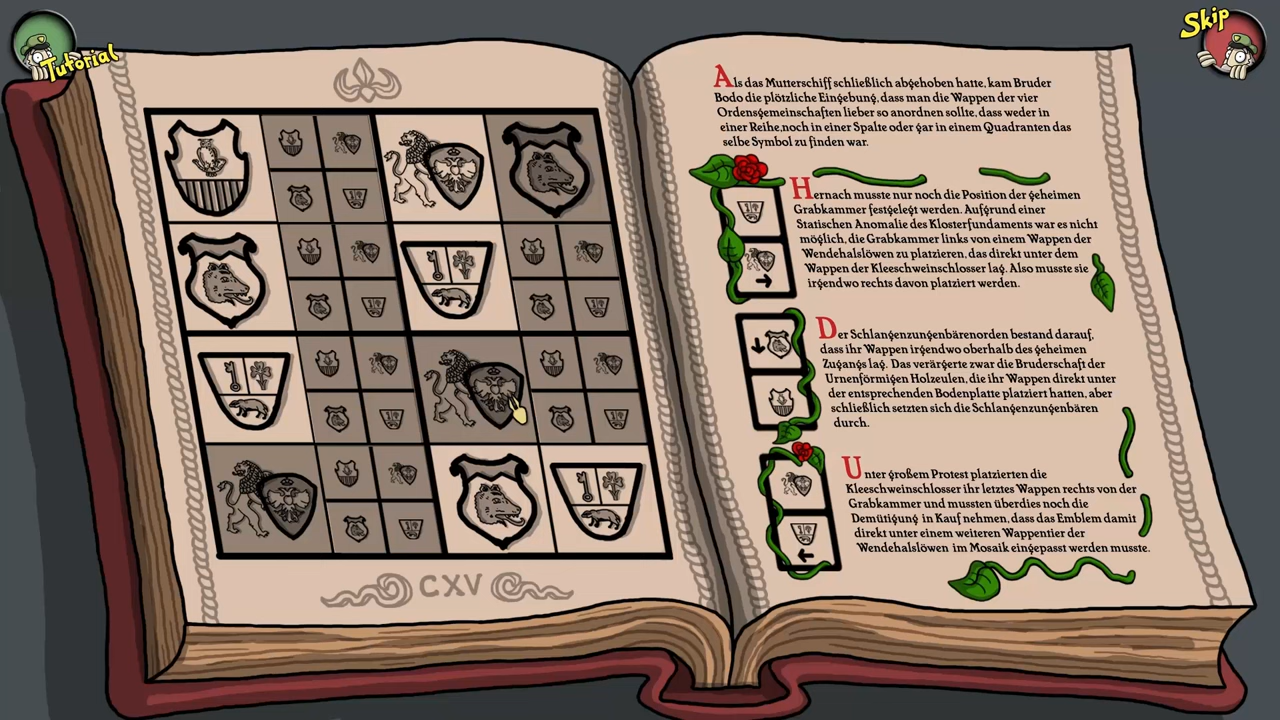 Tutorial
Skip
CXV
Als das Mutterschiff schließlich abgehoben hatte, kam Bruder
Bodo die plötzliche Eingebung, dass man die Wappen der vier
Ordensgemeinschaften lieber so anordnen sollte, dass weder in
einer Reihe,noch in einer Spalte oder gar in einem Quadranten das
selbe Symbol zu finden war.
Hernach musste nur noch die Position der geheimen
Grabkammer festgelegt werden. Aufgrund einer
Statischen Anomalie des Klosterfundaments war es nicht
möglich, die Grabkammer links von einem Wappen der
Wendehalslöwen zu platzieren, das direkt unter dem
Wappen der Kleeschweinschlosser lag. Also musste sie
irgendwo rechts davon platziert werden.
Der Schlangenzungenbärenorden bestand darauf,
dass ihr Wappen irgendwo oberhalb des geheimen
Zugangs lag. Das verärgerte zwar die Bruderschaft der
Urnenförmigen Holzeulen, die ihr Wappen direkt unter
der entsprechenden Bodenplatte platziert hatten, aber
schließlich setzten sich die Schlangenzungenbären
durch.
Unter großem Protest platzierten die
Kleeschweinschlosser ihr letztes Wappen rechts von der
Grabkammer und mussten überdies noch die
Demütigung in Kauf nehmen, dass das Emblem damit
direkt unter einem weiteren Wappentier der
Wendehalslöwen im Mosaik eingepasst werden musste.